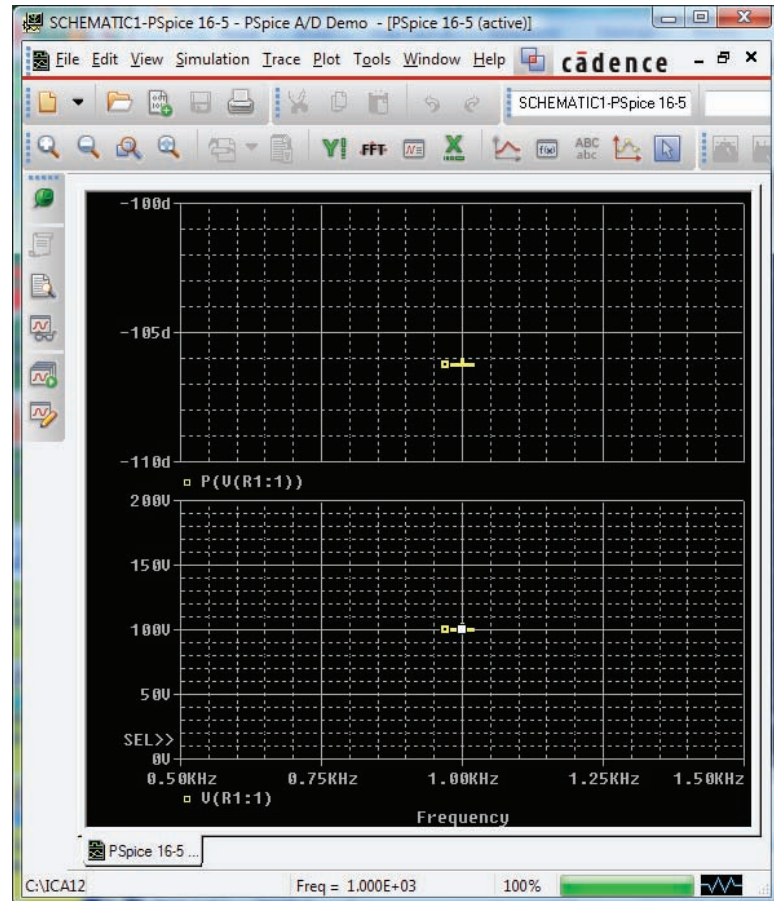 SCHEMATIC1-PSpice 16-5 - PSpice A/D Demo - [PSpice 16-5 (active)]
File Edit View Simulation Trace Plot Tools Window Help cādence
SCHEMATIC1-PSpice 16-5
FFT ABC abc
-100d
-105d
-110d
P(V(R1:1))
200V
150V
100V
50V
SEL>>
0V
0.50KHz 0.75KHz 1.00KHz 1.25KHz 1.50KHz
V(R1:1)
Frequency
PSpice 16-5 ...
C:\ICA12 Freq = 1.000E+03 100%